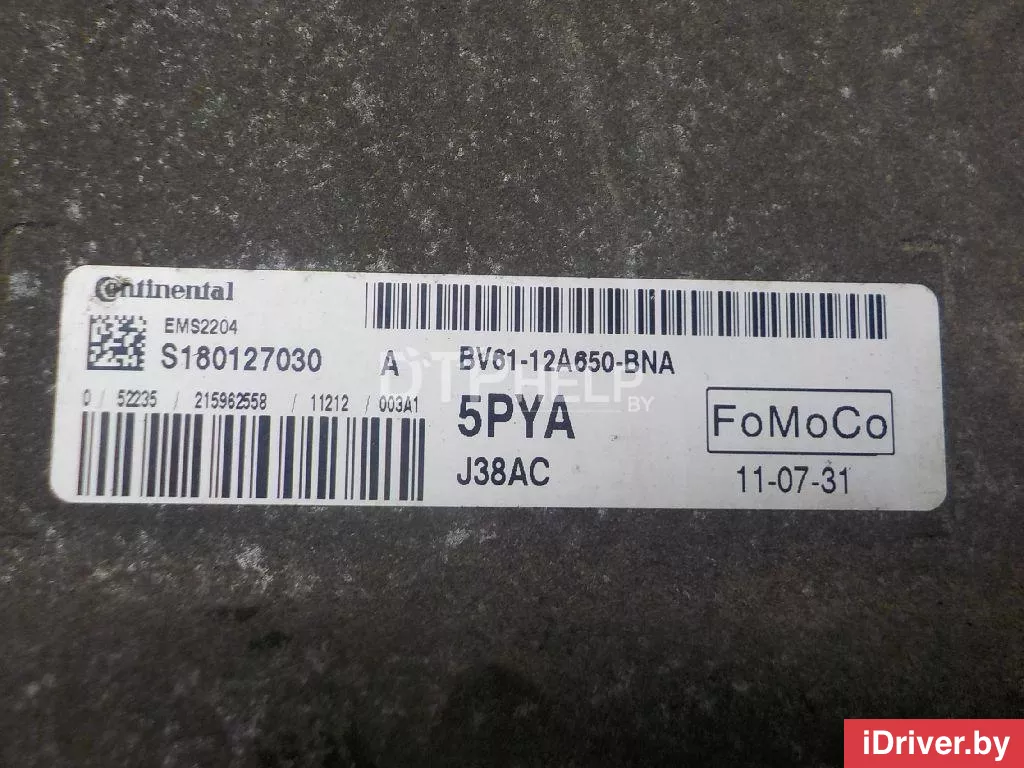 Continental
EMS2204
S180127030 A BV61-12A650-BNA
0 / 52235 / 215962558 / 11212 / 003A1
5PYA
FoMoCo
J38AC
11-07-31
DTPHELP
BY
iDriver.by